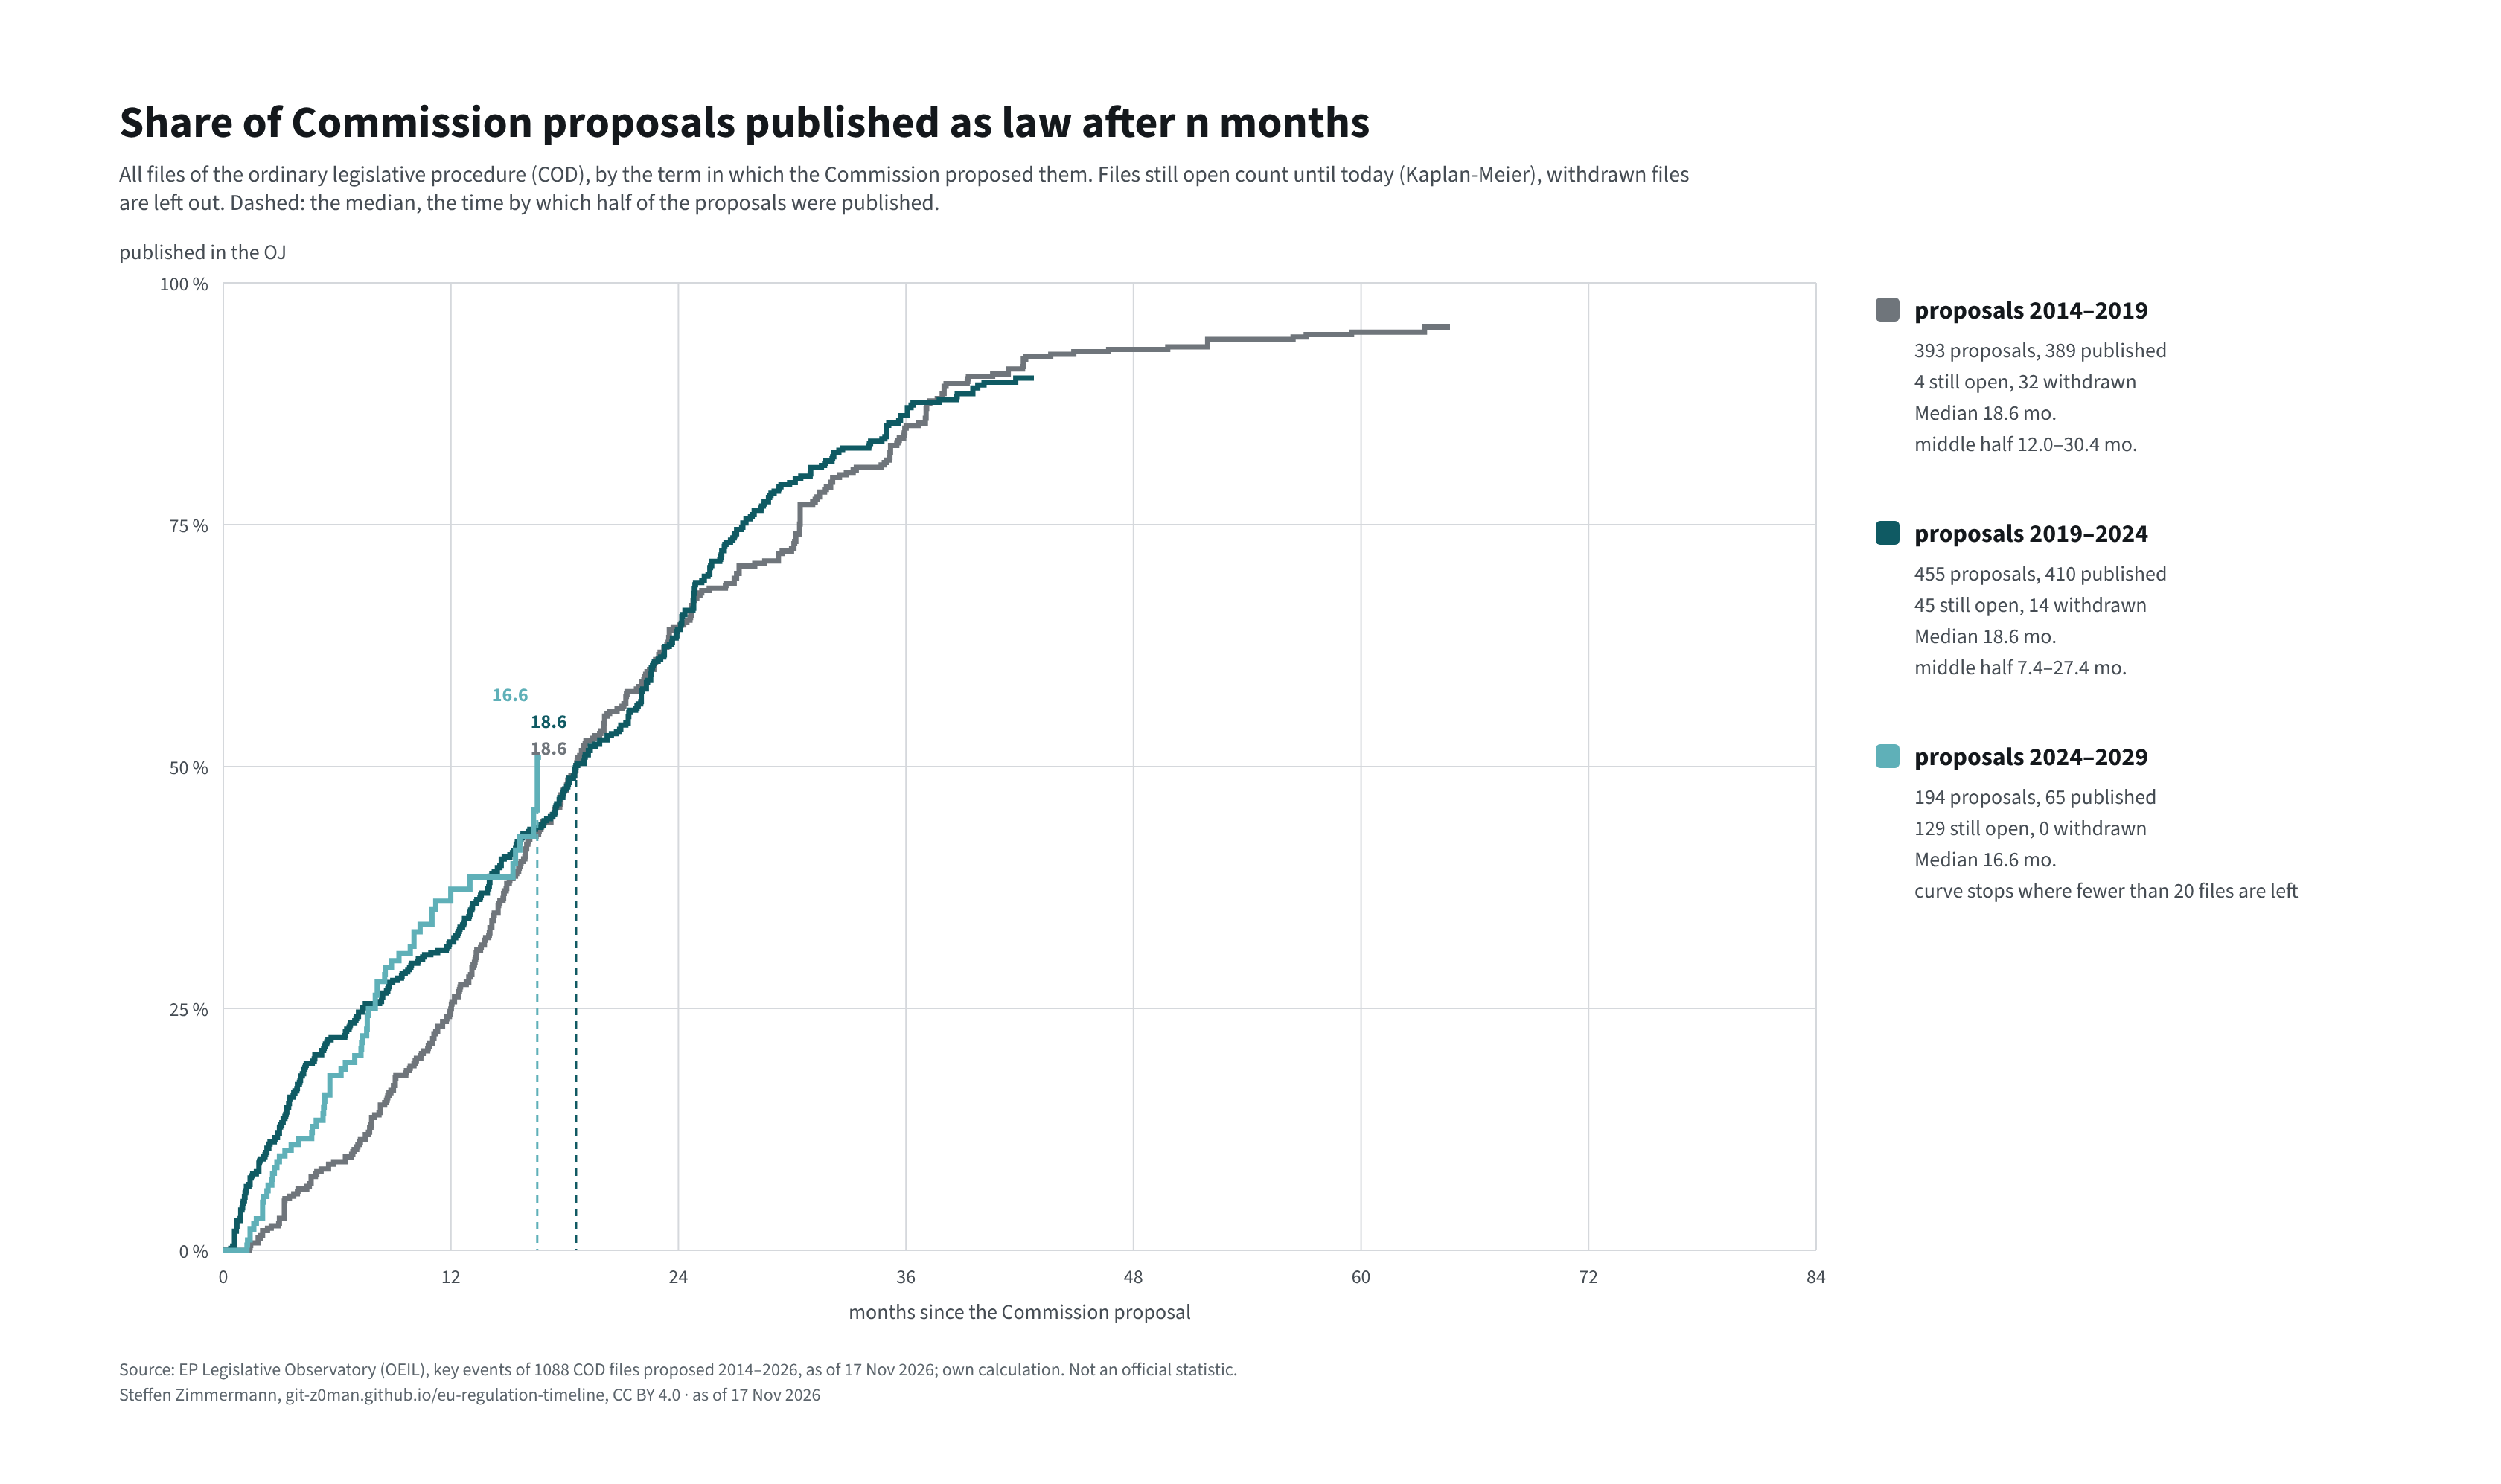 Share of Commission proposals published as law after n months
All files of the ordinary legislative procedure (COD), by the term in which the Commission proposed them. Files still open count until today (Kaplan-Meier), withdrawn files
are left out. Dashed: the median, the time by which half of the proposals were published.
published in the OJ
100 %
75 %
50 %
25 %
0 %
16.6
18.6
18.6
0
12
24
36
48
60
72
84
months since the Commission proposal
proposals 2014–2019
393 proposals, 389 published
4 still open, 32 withdrawn
Median 18.6 mo.
middle half 12.0–30.4 mo.
proposals 2019–2024
455 proposals, 410 published
45 still open, 14 withdrawn
Median 18.6 mo.
middle half 7.4–27.4 mo.
proposals 2024–2029
194 proposals, 65 published
129 still open, 0 withdrawn
Median 16.6 mo.
curve stops where fewer than 20 files are left
Source: EP Legislative Observatory (OEIL), key events of 1088 COD files proposed 2014–2026, as of 17 Nov 2026; own calculation. Not an official statistic.
Steffen Zimmermann, git-z0man.github.io/eu-regulation-timeline, CC BY 4.0 · as of 17 Nov 2026